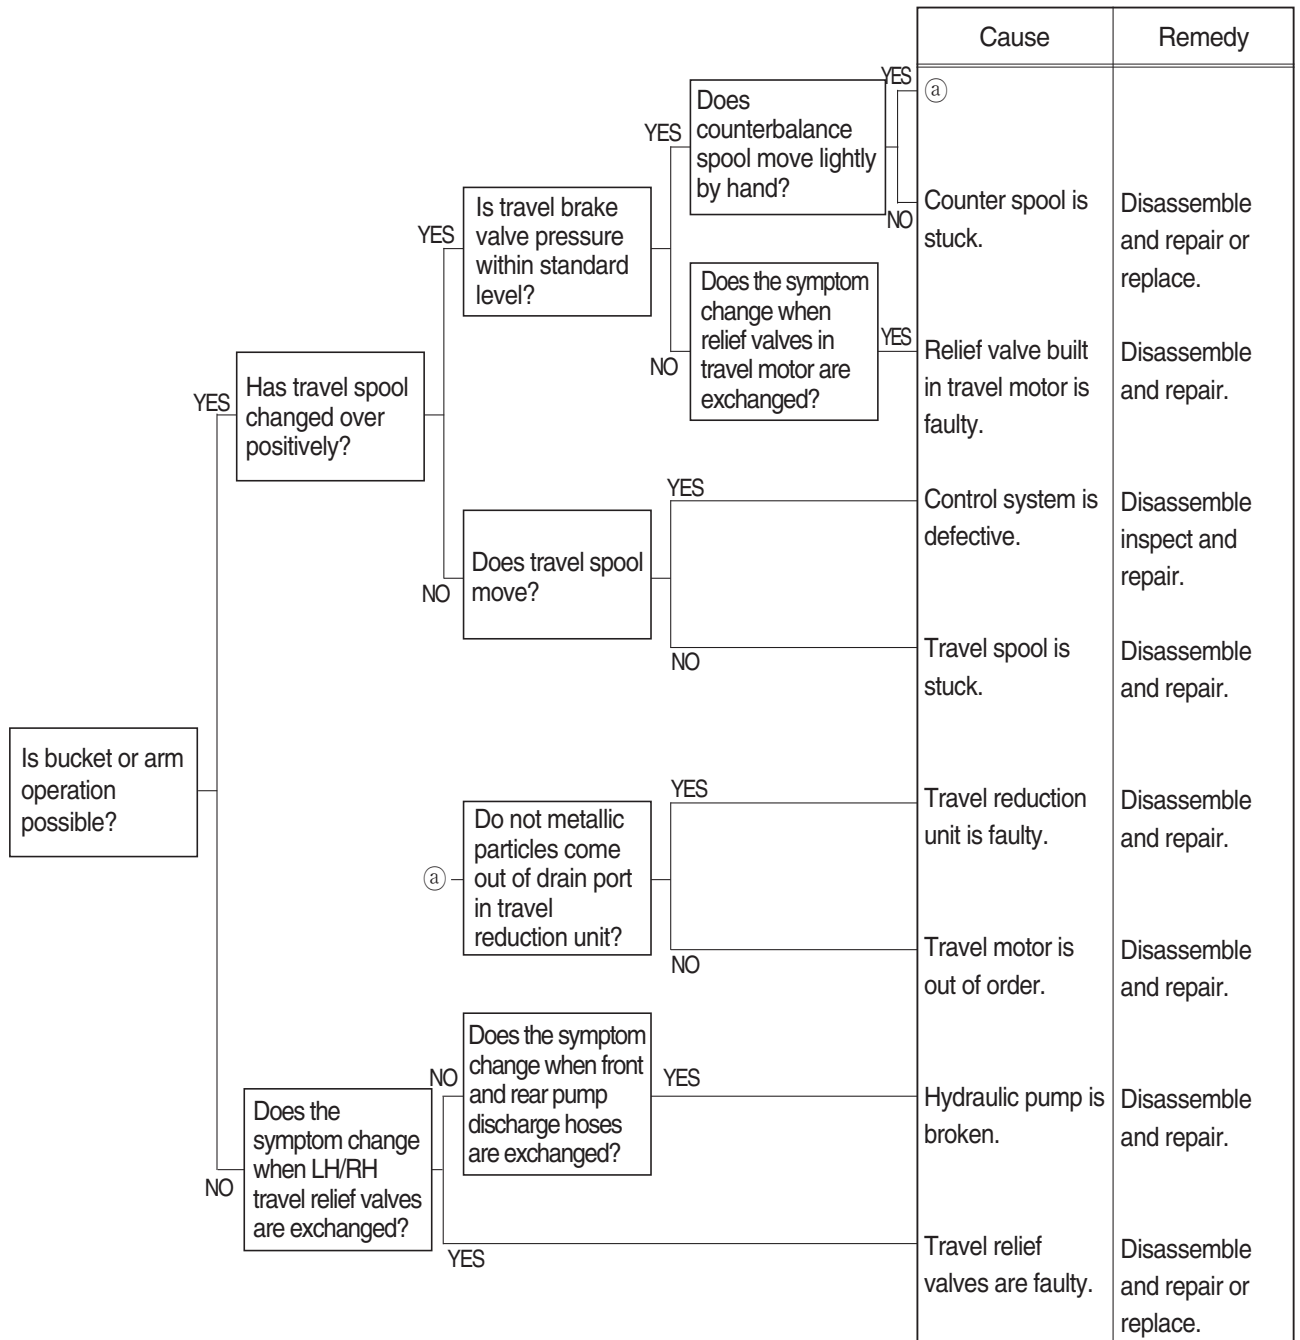 Cause
Remedy
YES
ⓐ
Does
counterbalance
spool move lightly
by hand?
YES
NO
Counter spool is
stuck.
Disassemble
and repair or
replace.
Is travel brake
valve pressure
within standard
level?
YES
Does the symptom
change when
relief valves in
travel motor are
exchanged?
YES
NO
Relief valve built
in travel motor is
faulty.
Disassemble
and repair.
Has travel spool
changed over
positively?
YES
YES
Control system is
defective.
Disassemble
inspect and
repair.
Does travel spool
move?
NO
NO
Travel spool is
stuck.
Disassemble
and repair.
Is bucket or arm
operation
possible?
YES
Travel reduction
unit is faulty.
Disassemble
and repair.
ⓐ
Do not metallic
particles come
out of drain port
in travel
reduction unit?
NO
Travel motor is
out of order.
Disassemble
and repair.
Does the symptom
change when front
and rear pump
discharge hoses
are exchanged?
NO
YES
Hydraulic pump is
broken.
Disassemble
and repair.
Does the
symptom change
when LH/RH
travel relief valves
are exchanged?
NO
YES
Travel relief
valves are faulty.
Disassemble
and repair or
replace.